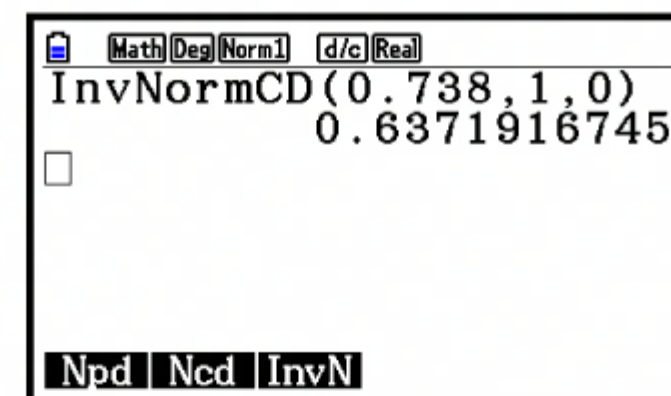 Math Deg Norm1 d/c Real
InvNormCD(0.738,1,0)
0.6371916745
Npd Ncd InvN